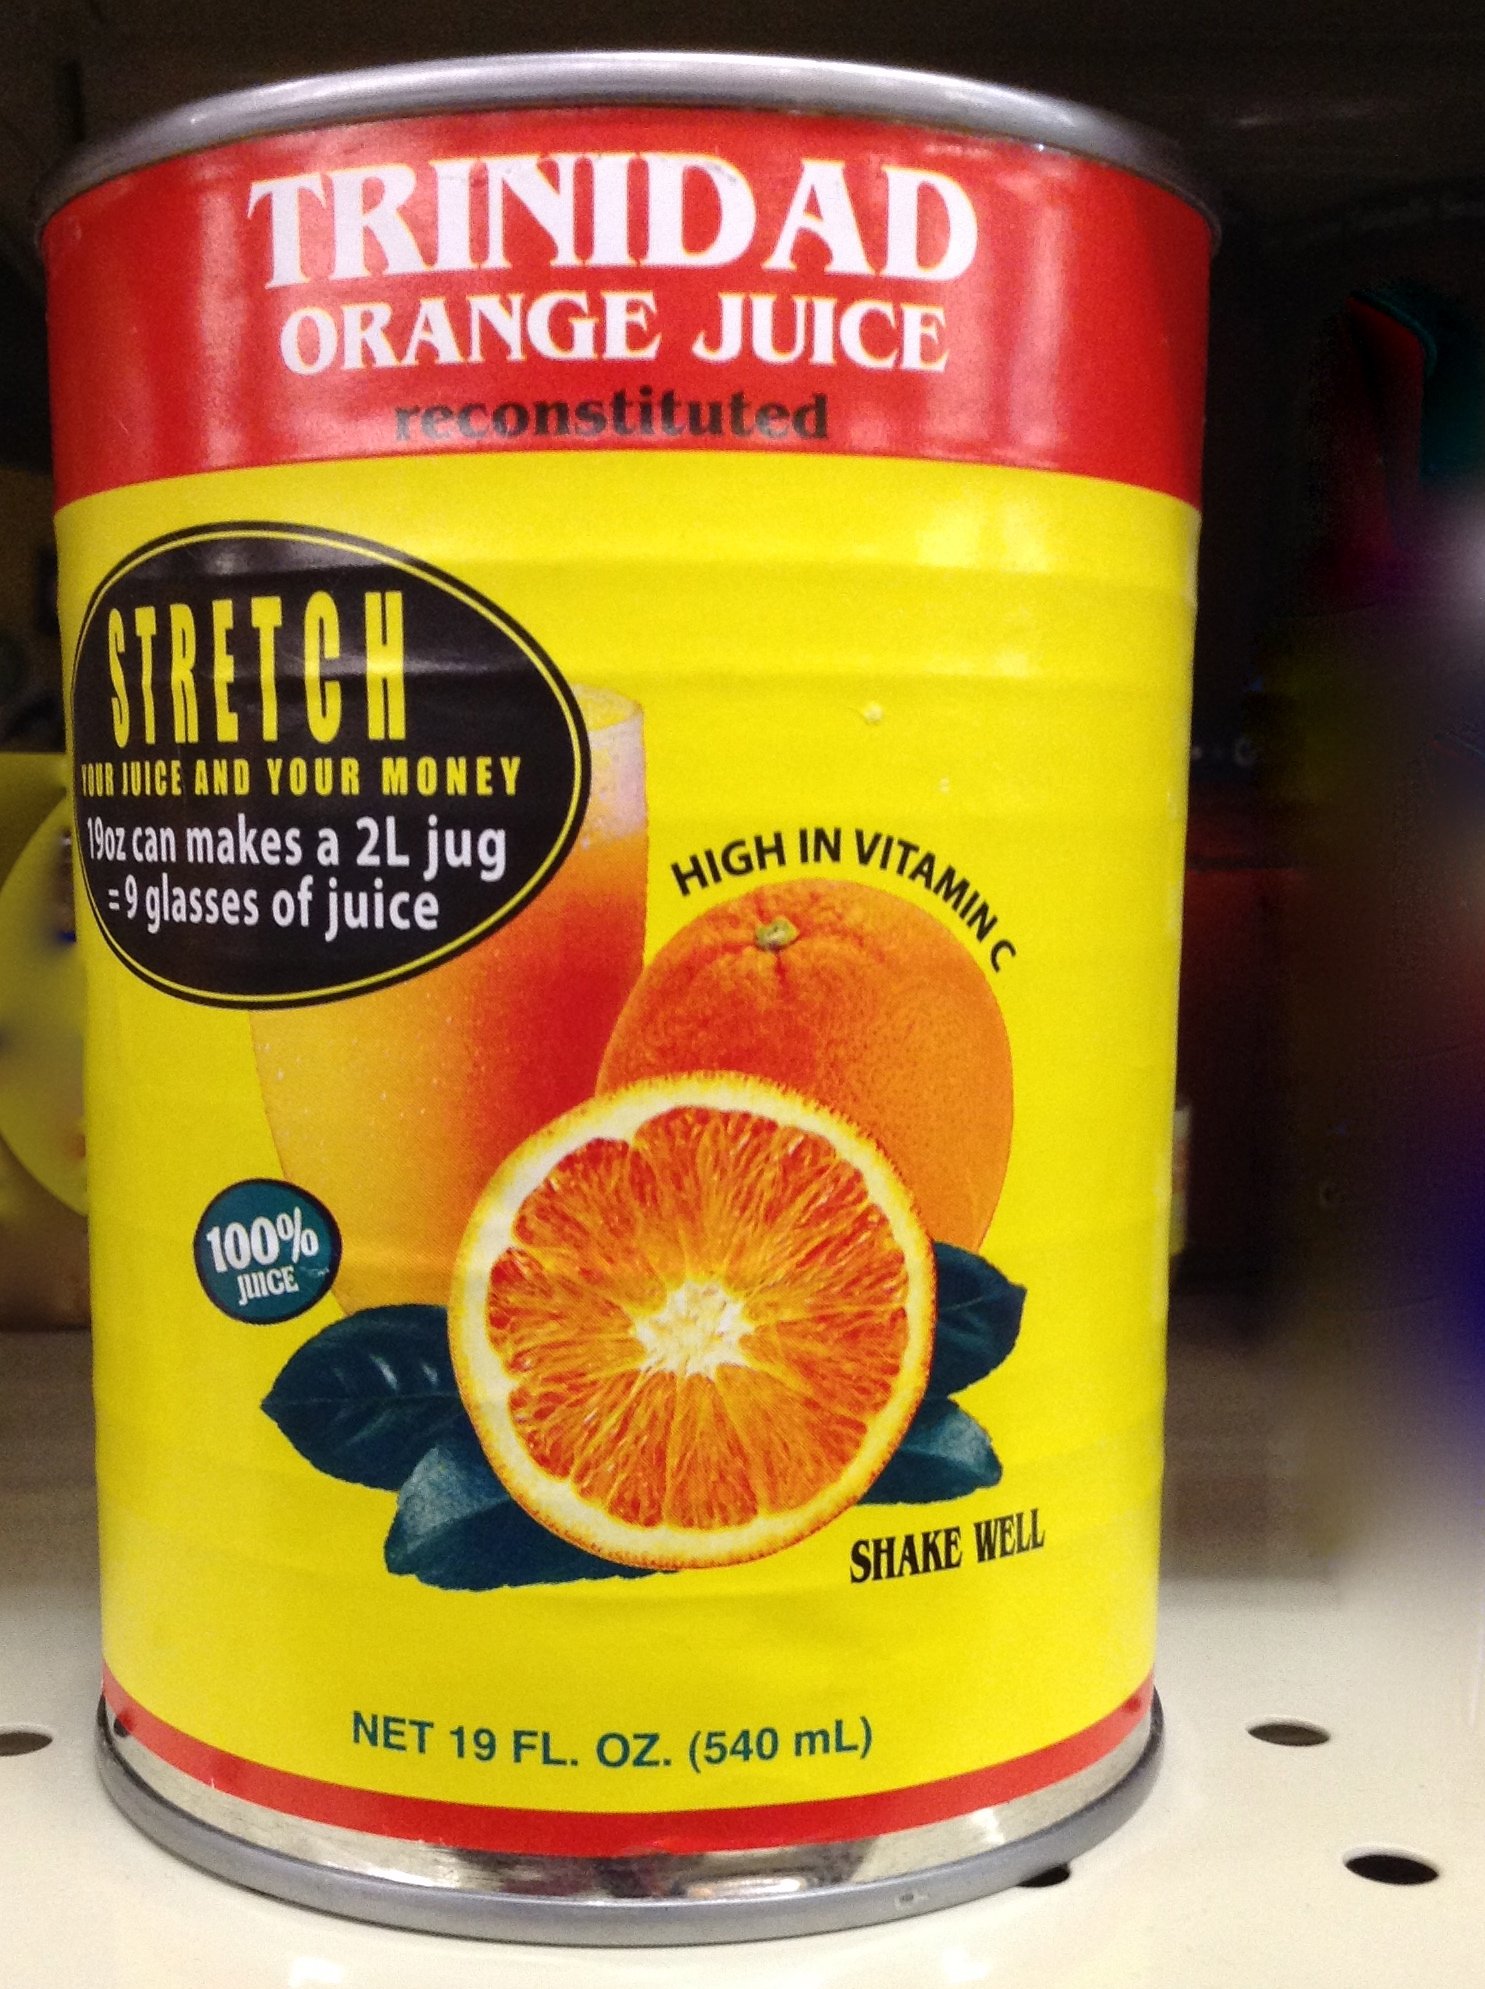 TRINIDAD
ORANGE JUICE
reconstituted
STRETCH
YOUR JUICE AND YOUR MONEY
19oz can makes a 2L jug
=9 glasses of juice
HIGH IN VITAMIN C
100%
JUICE
SHAKE WELL
NET 19 FL. OZ. (540 mL)